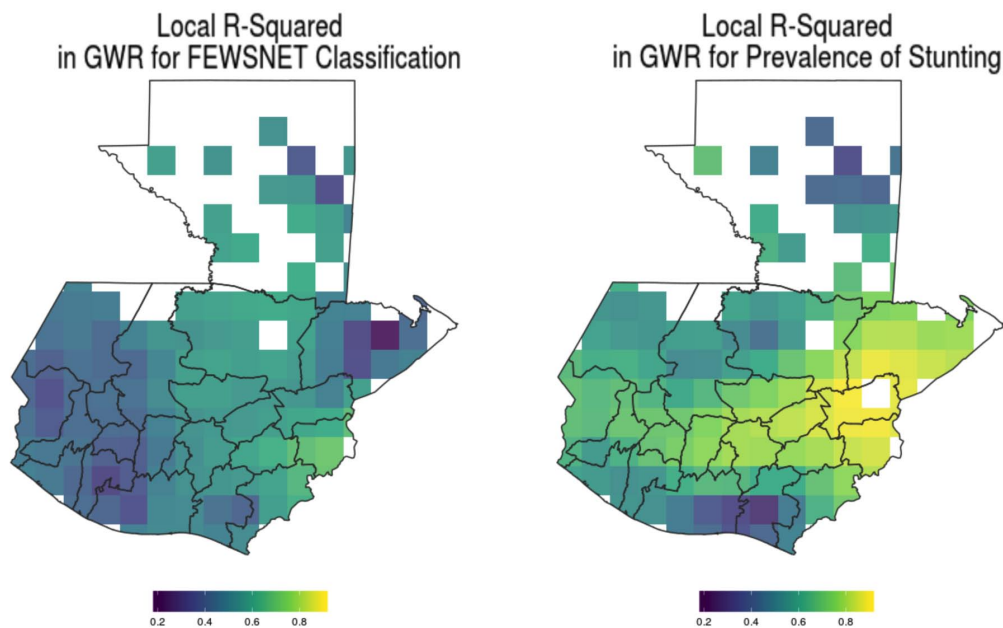 Local R-Squared
in GWR for FEWSNET Classification
Local R-Squared
in GWR for Prevalence of Stunting
0.2 0.4 0.6 0.8
0.2 0.4 0.6 0.8